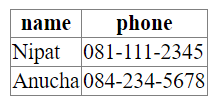 name phone
Nipat 081-111-2345
Anucha 084-234-5678